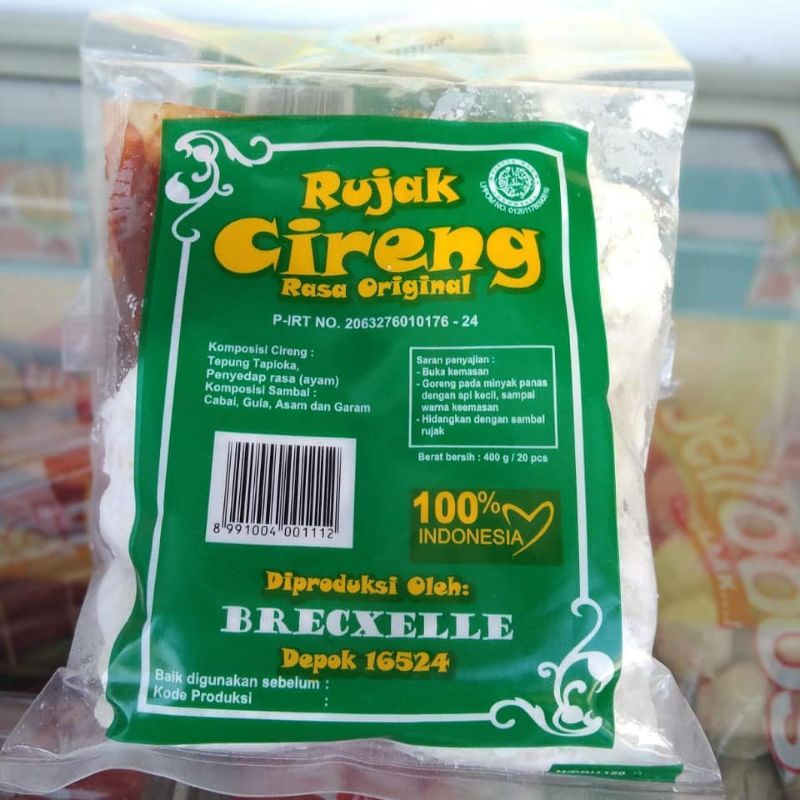 Rujak
Cireng
Rasa Original
P-IRT NO. 2063276010176 - 24
Komposisi Cireng :
Tepung Tapioka,
Penyedap rasa (ayam)
Komposisi Sambal :
Cabai, Gula, Asam dan Garam
Saran penyajian :
- Buka kemasan
- Goreng pada minyak panas
dengan api kecil, sampai
warna keemasan
- Hidangkan dengan sambal
rujak
Berat bersih : 400 g / 20 pcs
8 991004 001112
100%
INDONESIA
Diproduksi Oleh:
BRECXELLE
Depok 16524
Baik digunakan sebelum :
Kode Produksi :